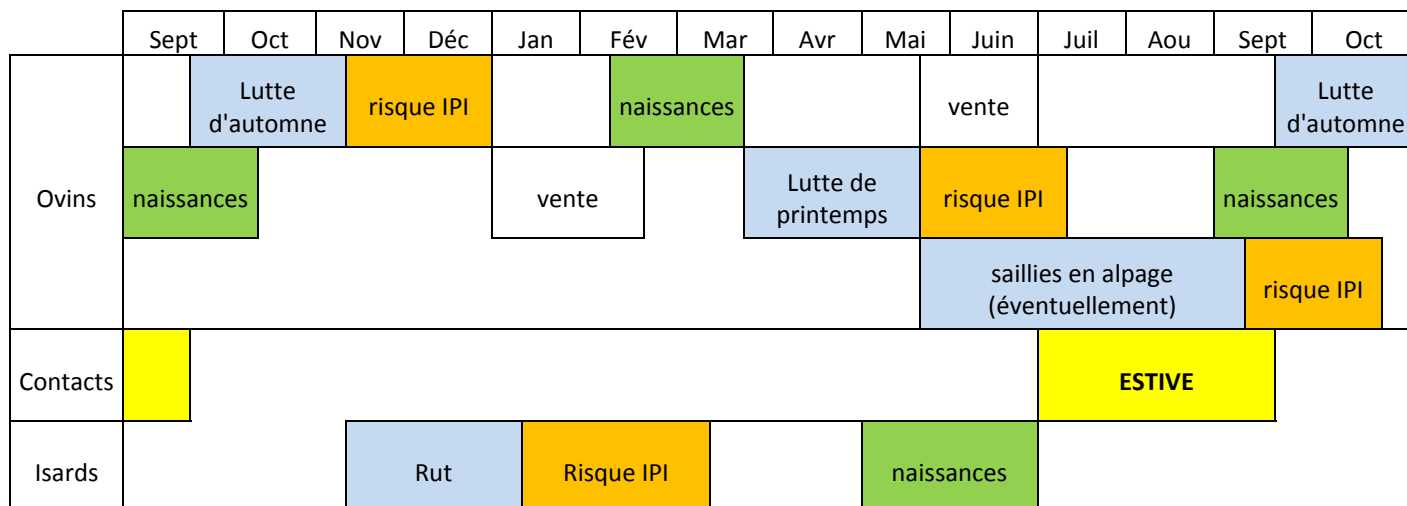 Sept Oct Nov Déc Jan Fév Mar Avr Mai Juin Juil Aou Sept Oct
Lutte
d'automne
risque IPI
naissances
vente
Lutte
d'automne
Ovins
naissances
vente
Lutte de
printemps
risque IPI
naissances
saillies en alpage
(éventuellement)
risque IPI
Contacts
ESTIVE
Isards
Rut
Risque IPI
naissances